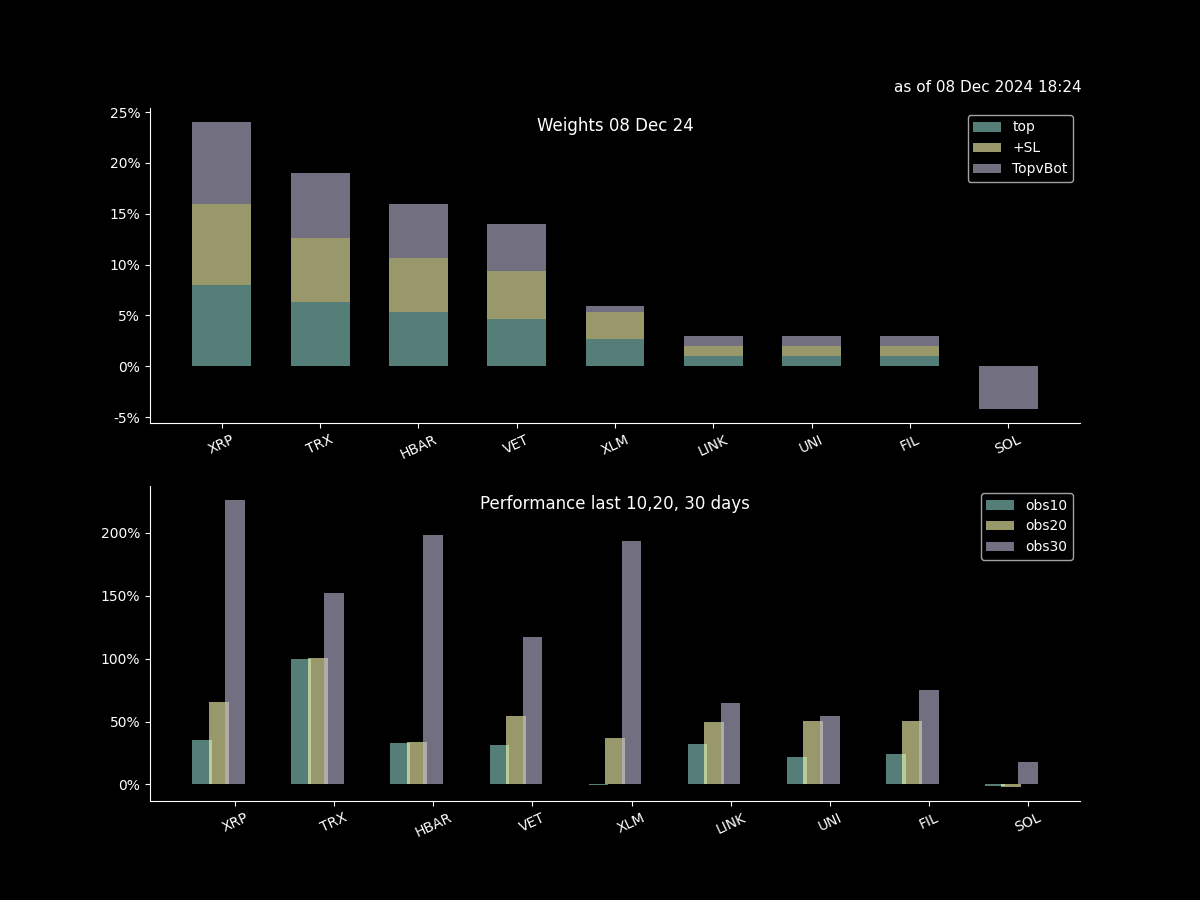 as of 08 Dec 2024 18:24
Weights 08 Dec 24
top
+SL
TopvBot
25%
20%
15%
10%
5%
0%
-5%
XRP TRX HBAR VET XLM LINK UNI FIL SOL
Performance last 10,20, 30 days
obs10
obs20
obs30
200%
150%
100%
50%
0%
XRP TRX HBAR VET XLM LINK UNI FIL SOL